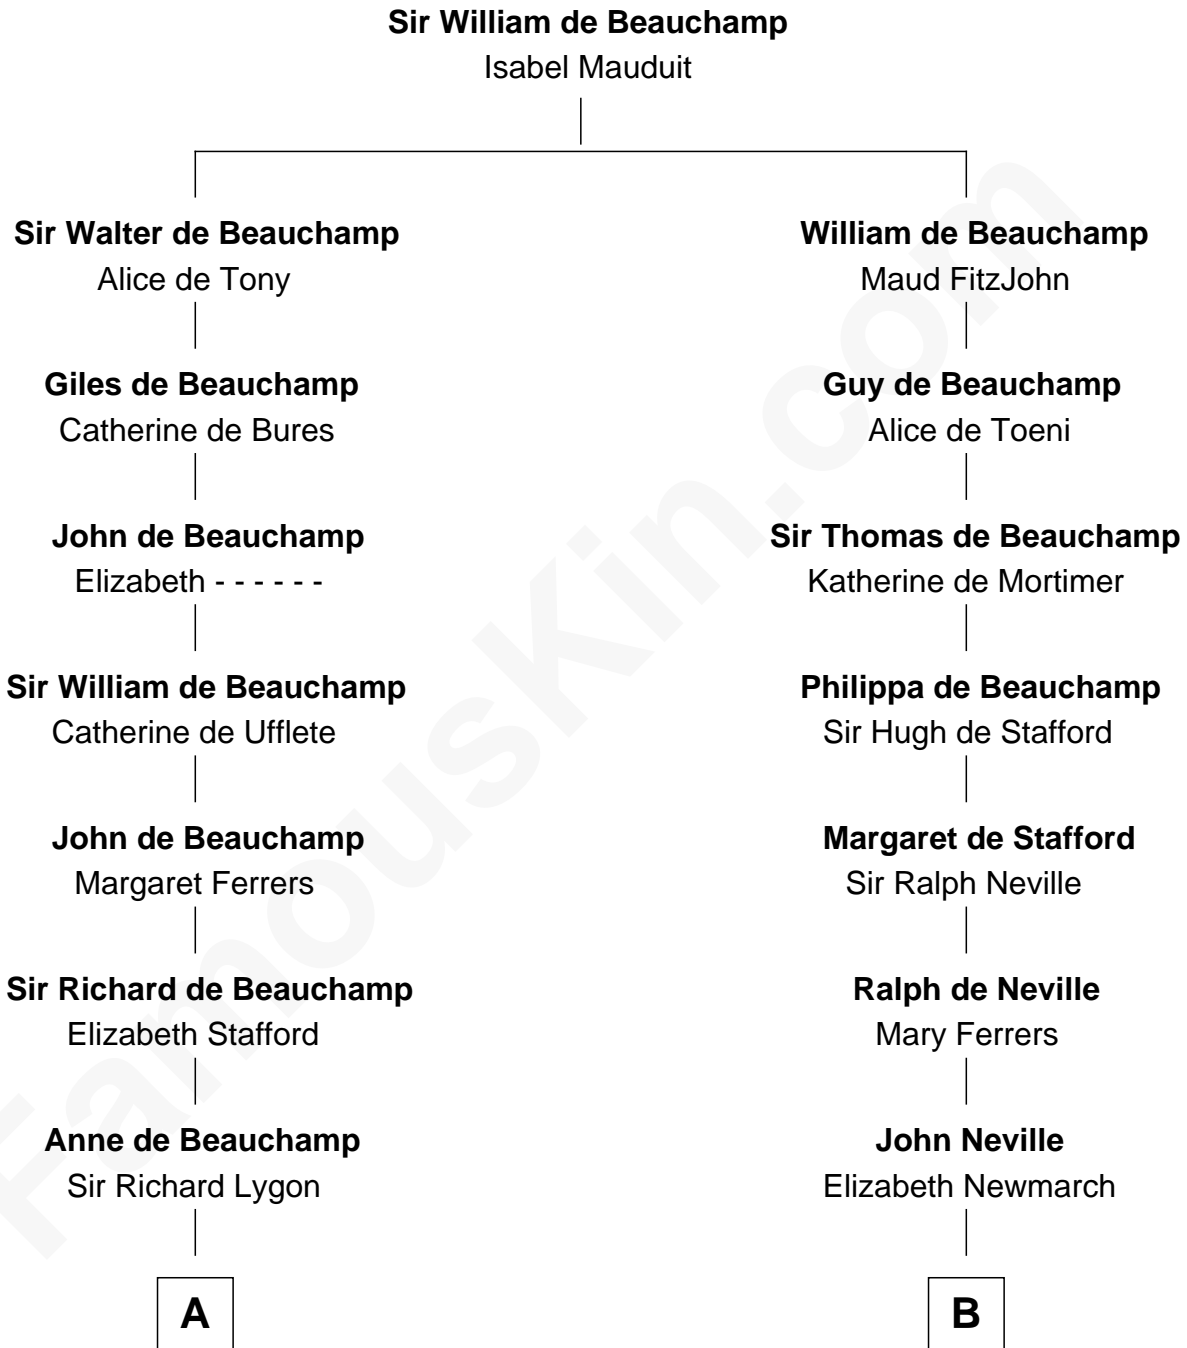 Sir William de Beauchamp
Isabel Mauduit
Sir Walter de Beauchamp
Alice de Tony
William de Beauchamp
Maud FitzJohn
Giles de Beauchamp
Catherine de Bures
Guy de Beauchamp
Alice de Toeni
John de Beauchamp
Elizabeth - - - - - -
Sir Thomas de Beauchamp
Katherine de Mortimer
Sir William de Beauchamp
Catherine de Ufflete
Philippa de Beauchamp
Sir Hugh de Stafford
John de Beauchamp
Margaret Ferrers
Margaret de Stafford
Sir Ralph Neville
Sir Richard de Beauchamp
Elizabeth Stafford
Ralph de Neville
Mary Ferrers
Anne de Beauchamp
Sir Richard Lygon
John Neville
Elizabeth Newmarch
A
B
FamousKin.com